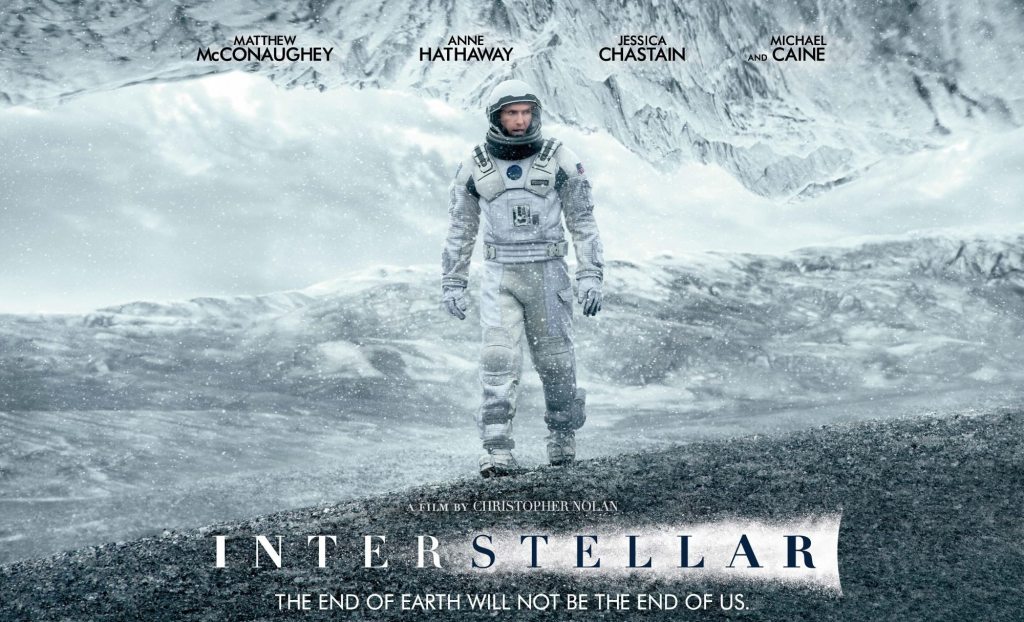 MATTHEW ANNE JESSICA MICHAEL
McCONAUGHEY HATHAWAY CHASTAIN AND CAINE
A FILM BY CHRISTOPHER NOLAN
INTERSTELLAR
THE END OF EARTH WILL NOT BE THE END OF US.